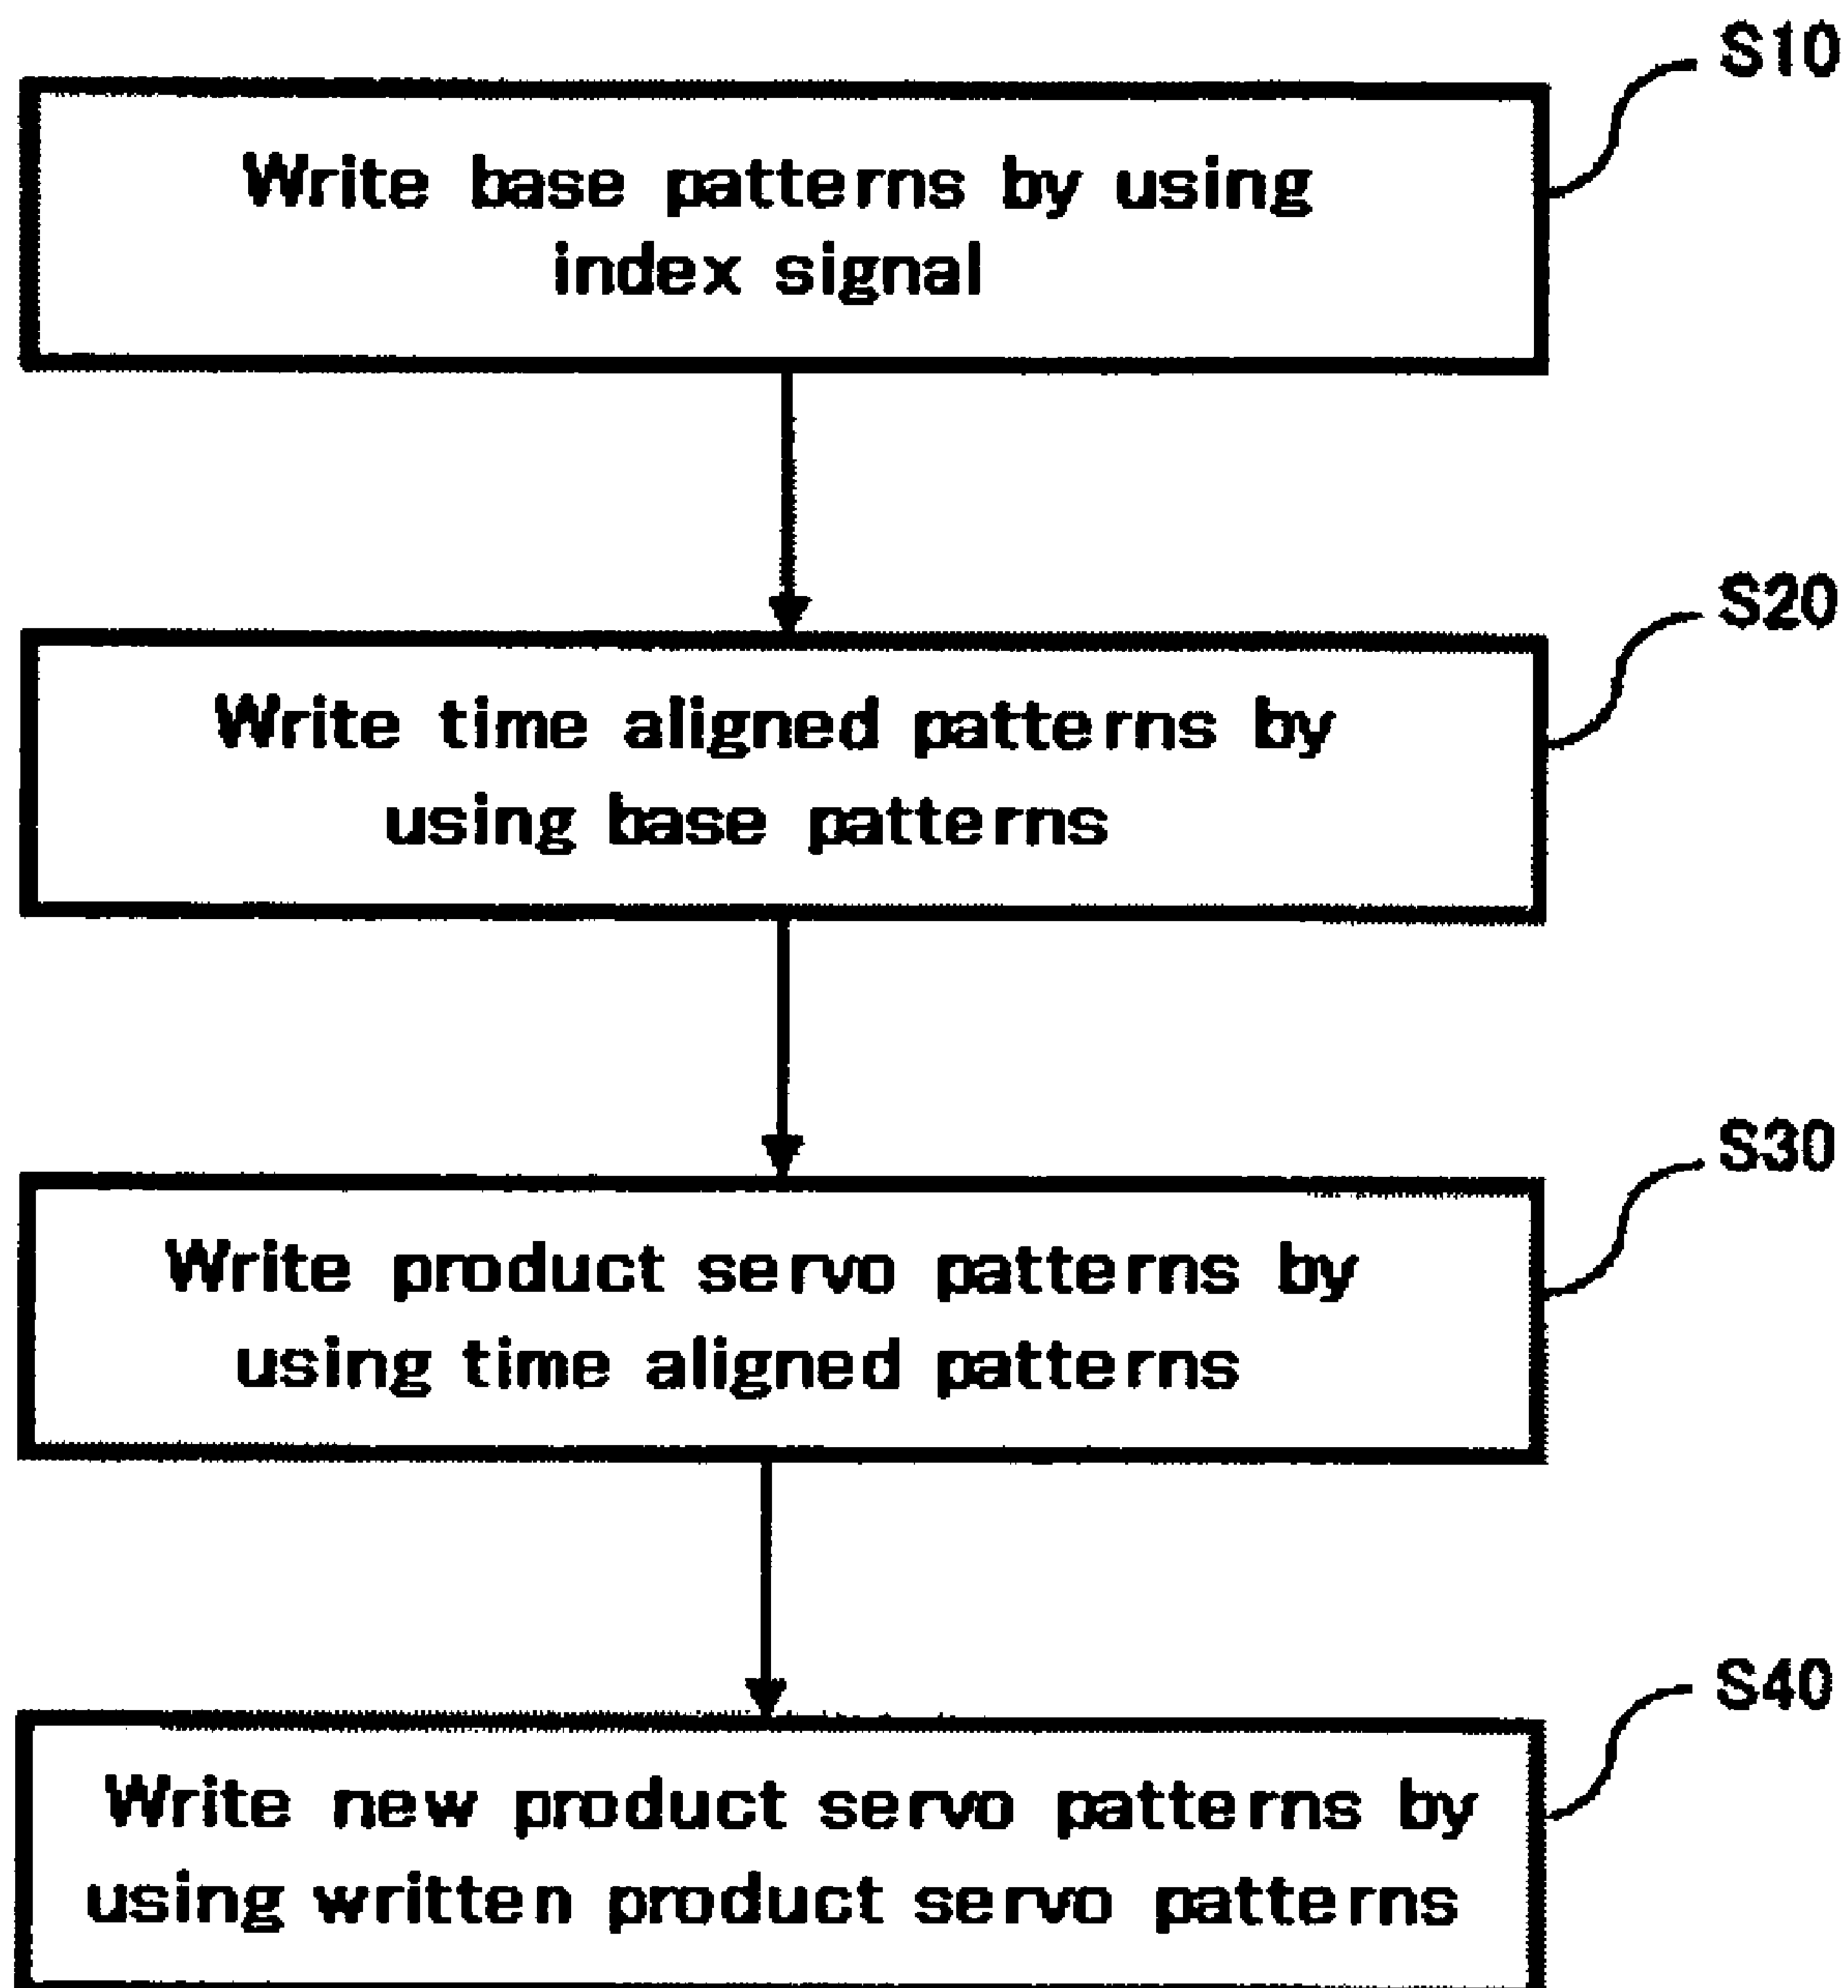 S10
Write base patterns by using
index signal
S20
Write time aligned patterns by
using base patterns
S30
Write product servo patterns by
using time aligned patterns
S40
Write new product servo patterns by
using written product servo patterns